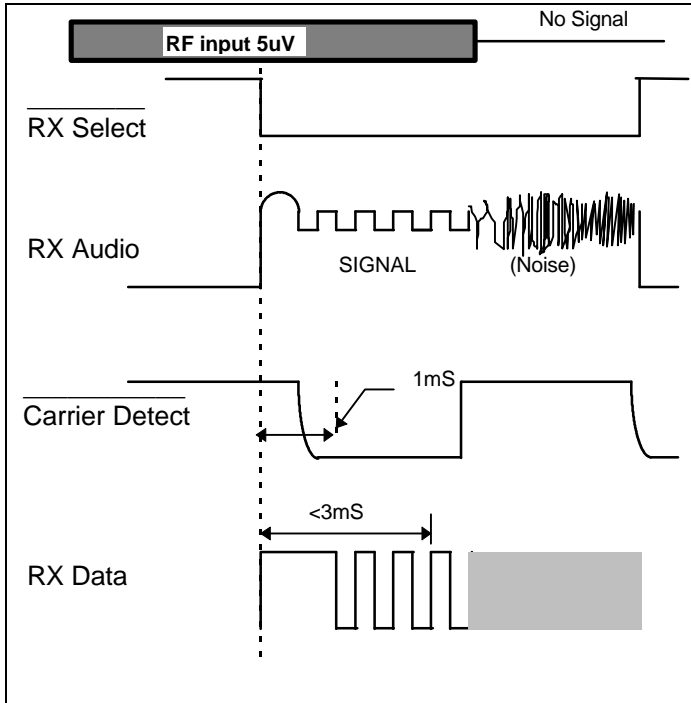 No Signal
RF input 5uV
RX Select
RX Audio
SIGNAL
(Noise)
1mS
Carrier Detect
<3mS
RX Data